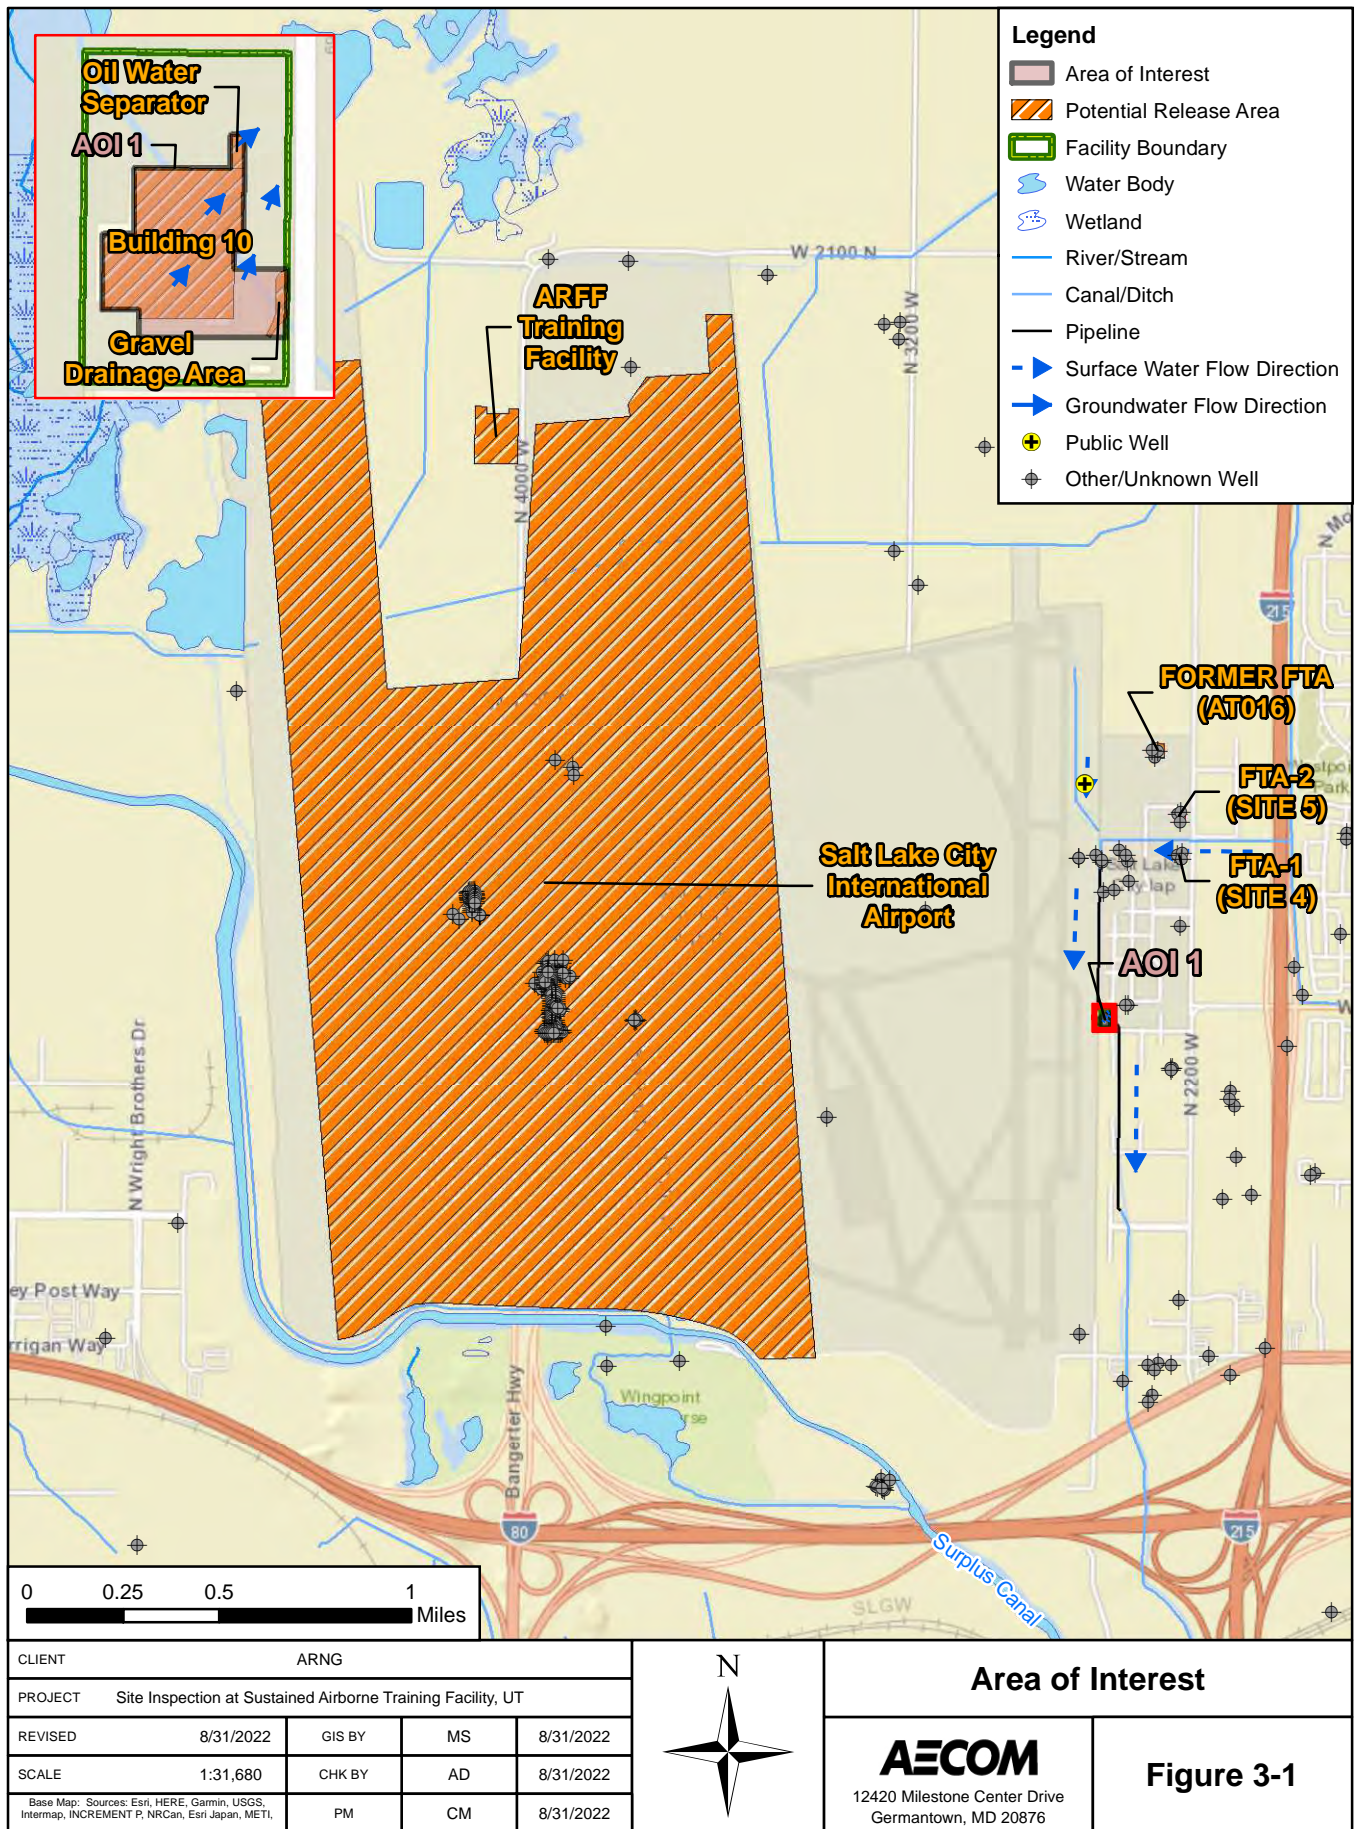 Oil Water
Separator
AOI 1
Building 10
Gravel
Drainage Area
Legend
Area of Interest
Potential Release Area
Facility Boundary
Water Body
Wetland
River/Stream
Canal/Ditch
Pipeline
Surface Water Flow Direction
Groundwater Flow Direction
Public Well
Other/Unknown Well
W 2100 N
N 3200 W
ARFF
Training
Facility
N 4000 W
215
FORMER FTA
(AT016)
Park
FTA-2
(SITE 5)
FTA-1
(SITE 4)
Salt Lake City
International
Airport
AOI 1
N 2200 W
N Wright Brothers Dr
ey Post Way
rrigan Way
Bangerter Hwy
Wingpoint
rse
80
215
Surplus Canal
SLGW
0 0.25 0.5 1
Miles
CLIENT ARNG
PROJECT Site Inspection at Sustained Airborne Training Facility, UT
REVISED 8/31/2022 GIS BY MS 8/31/2022
SCALE 1:31,680 CHK BY AD 8/31/2022
Base Map: Sources: Esri, HERE, Garmin, USGS,
Intermap, INCREMENT P, NRCan, Esri Japan, METI,
PM CM 8/31/2022
N
Area of Interest
AECOM
12420 Milestone Center Drive
Germantown, MD 20876
Figure 3-1